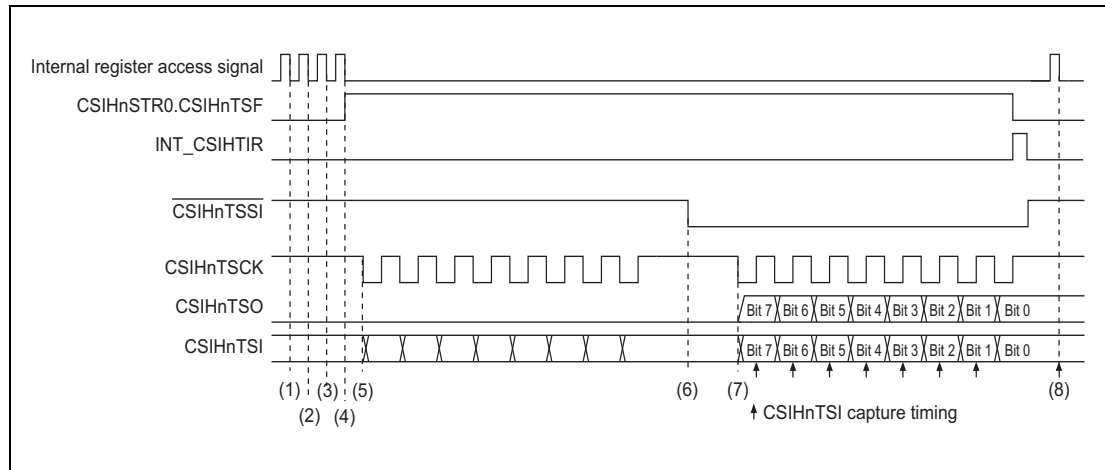 Internal register access signal
CSIHnSTR0.CSIHnTSF
INT_CSIHTIR
CSIHnTSSI
CSIHnTSCK
CSIHnTSO
Bit 7 Bit 6 Bit 5 Bit 4 Bit 3 Bit 2 Bit 1 Bit 0
CSIHnTSI
Bit 7 Bit 6 Bit 5 Bit 4 Bit 3 Bit 2 Bit 1 Bit 0
(1) (3) (5) (6) (7) (8)
(2) (4) CSIHnTSI capture timing